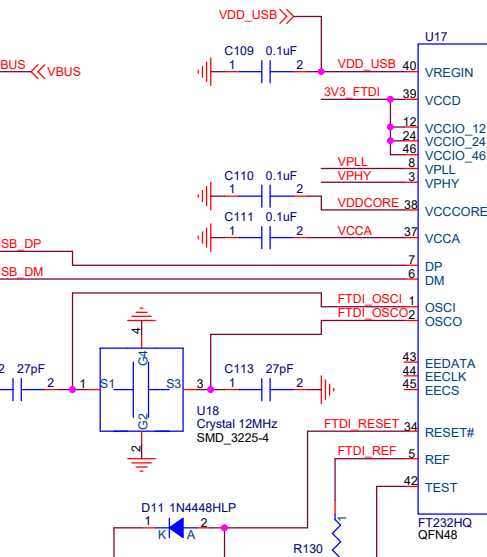 VDD_USB
U17
C109 0.1uF
BUS
VBUS
1 2
VDD_USB 40 VREGIN
3V3_FTDI 39 VCCD
12 VCCIO_12
24 VCCIO_24
46 VCCIO_46
VPLL 8 VPLL
VPHY 3 VPHY
C110 0.1uF
1 2
VDDCORE 38 VCCCORE
C111 0.1uF
1 2
VCCA 37 VCCA
SB_DP
7 DP
SB_DM
6 DM
FTDI_OSCI 1 OSCI
FTDI_OSCO 2 OSCO
4
G4
43 EEDATA
44 EECLK
45 EECS
2 27pF
2
1 S1 S3 3
C113 27pF
1 2
G2
2
U18
Crystal 12MHz
SMD_3225-4
FTDI_RESET 34 RESET#
FTDI_REF 5 REF
42 TEST
D11 1N4448HLP
1 2
K A
FT232HQ
QFN48
1
R130